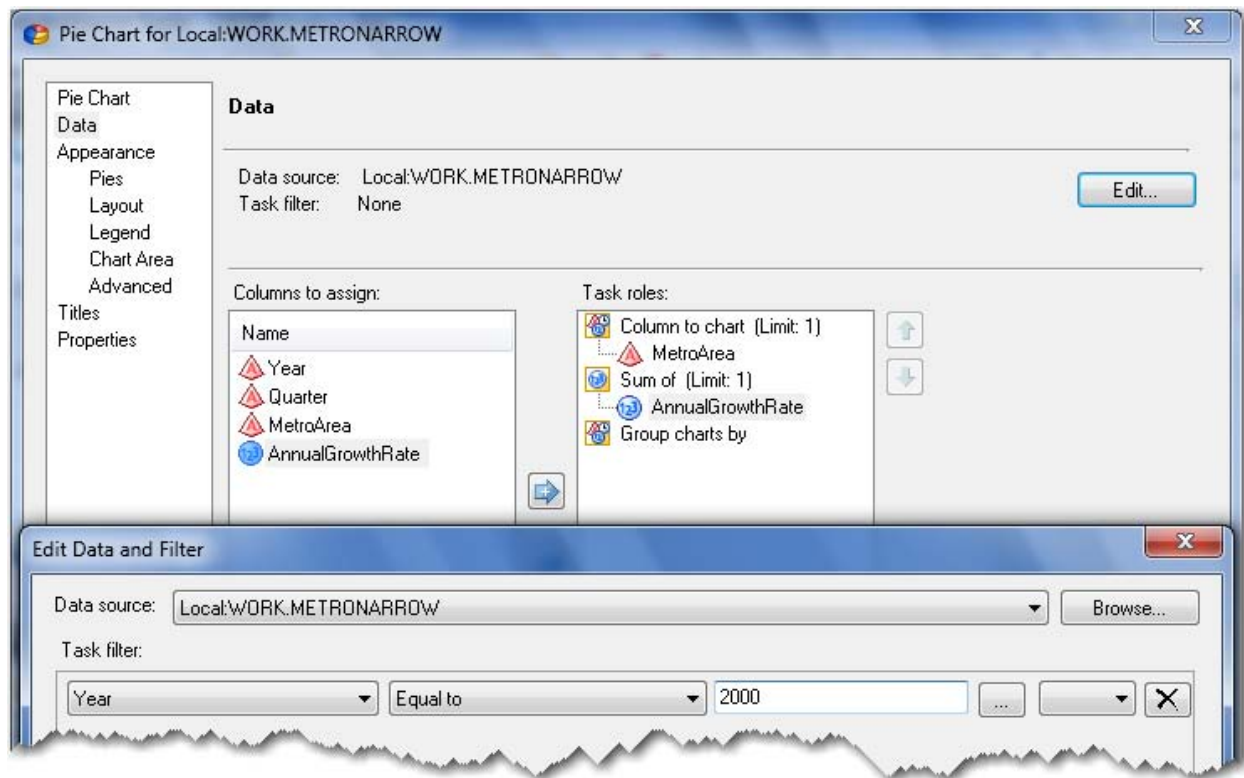 Pie Chart for Local:WORK.METRONARROW
Pie Chart
Data
Appearance
Pies
Layout
Legend
Chart Area
Advanced
Titles
Properties
Data
Data source: Local:WORK.METRONARROW
Task filter: None
Edit...
Columns to assign:
Name
Year
Quarter
MetroArea
AnnualGrowthRate
Task roles:
Column to chart (Limit: 1)
MetroArea
Sum of (Limit: 1)
AnnualGrowthRate
Group charts by
Edit Data and Filter
Data source: Local:WORK.METRONARROW Browse...
Task filter:
Year Equal to 2000 ...